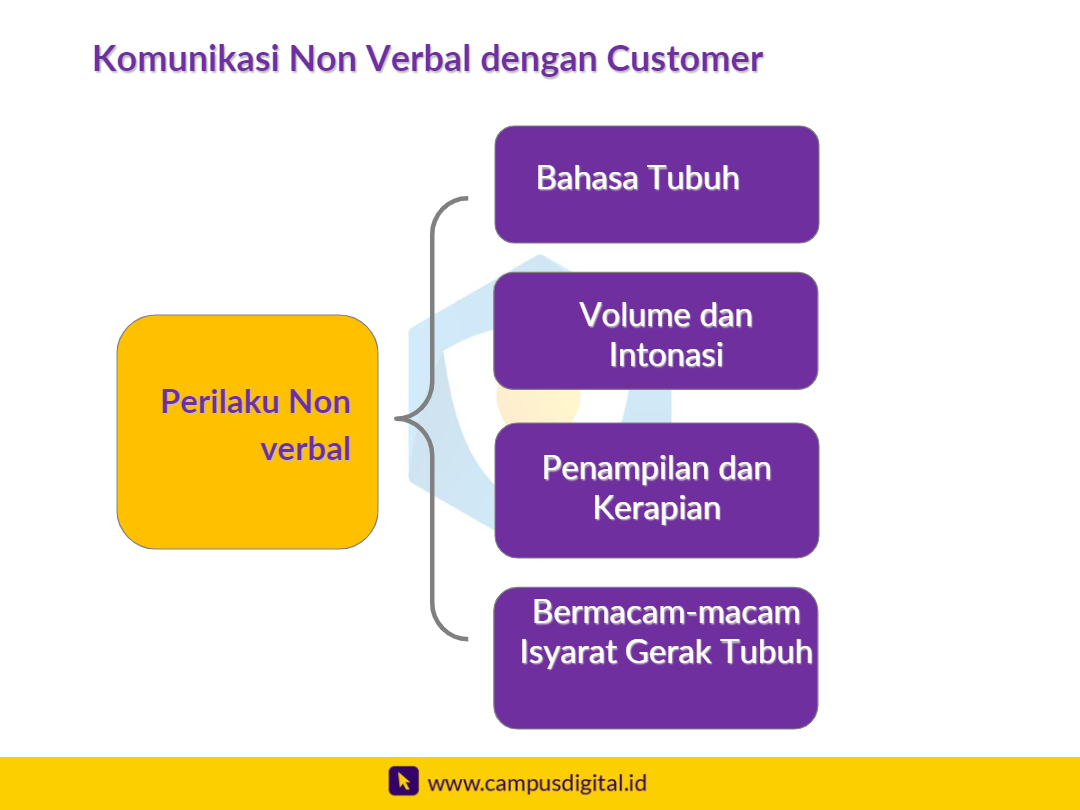 Komunikasi Non Verbal dengan Customer
Perilaku Non
verbal
Bahasa Tubuh
Volume dan
Intonasi
Penampilan dan
Kerapian
Bermacam-macam
Isyarat Gerak Tubuh
www.campusdigital.id